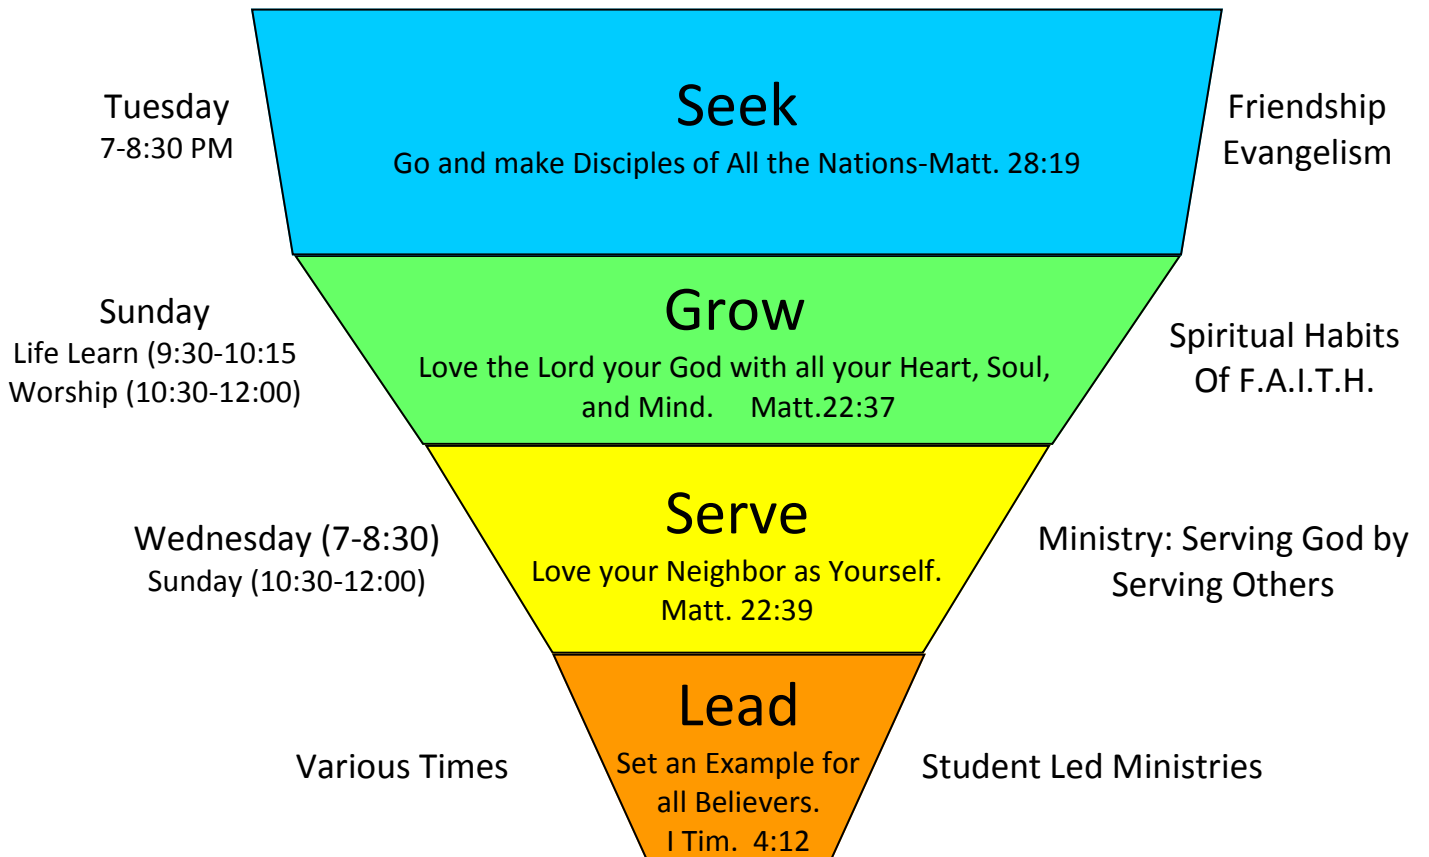 Tuesday
7-8:30 PM
Seek
Go and make Disciples of All the Nations-Matt. 28:19
Friendship
Evangelism
Sunday
Life Learn (9:30-10:15
Worship (10:30-12:00)
Grow
Love the Lord your God with all your Heart, Soul,
and Mind.    Matt.22:37
Spiritual Habits
Of F.A.I.T.H.
Wednesday (7-8:30)
Sunday (10:30-12:00)
Serve
Love your Neighbor as Yourself.
Matt. 22:39
Ministry: Serving God by
Serving Others
Various Times
Lead
Set an Example for
all Believers.
I Tim.  4:12
Student Led Ministries